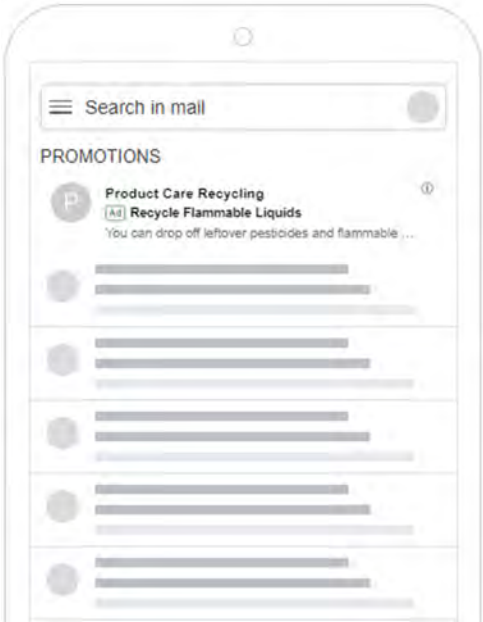 Search in mail
PROMOTIONS
P
Product Care Recycling
Ad Recycle Flammable Liquids
You can drop off leftover pesticides and flammable ...